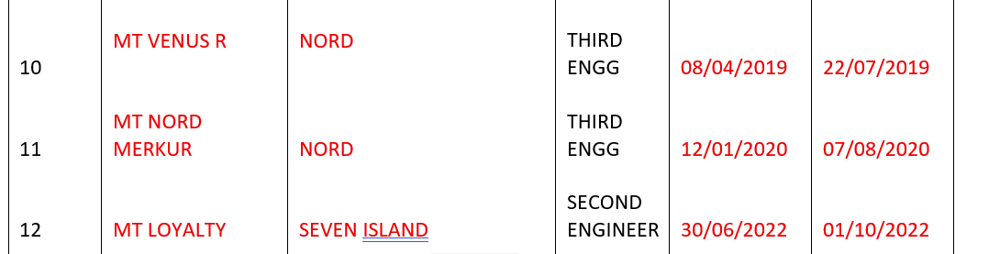 MT VENUS R NORD THIRD
10 ENGG 08/04/2019 22/07/2019
MT NORD THIRD
11 MERKUR NORD ENGG 12/01/2020 07/08/2020
SECOND
12 MT LOYALTY SEVEN ISLAND ENGINEER 30/06/2022 01/10/2022